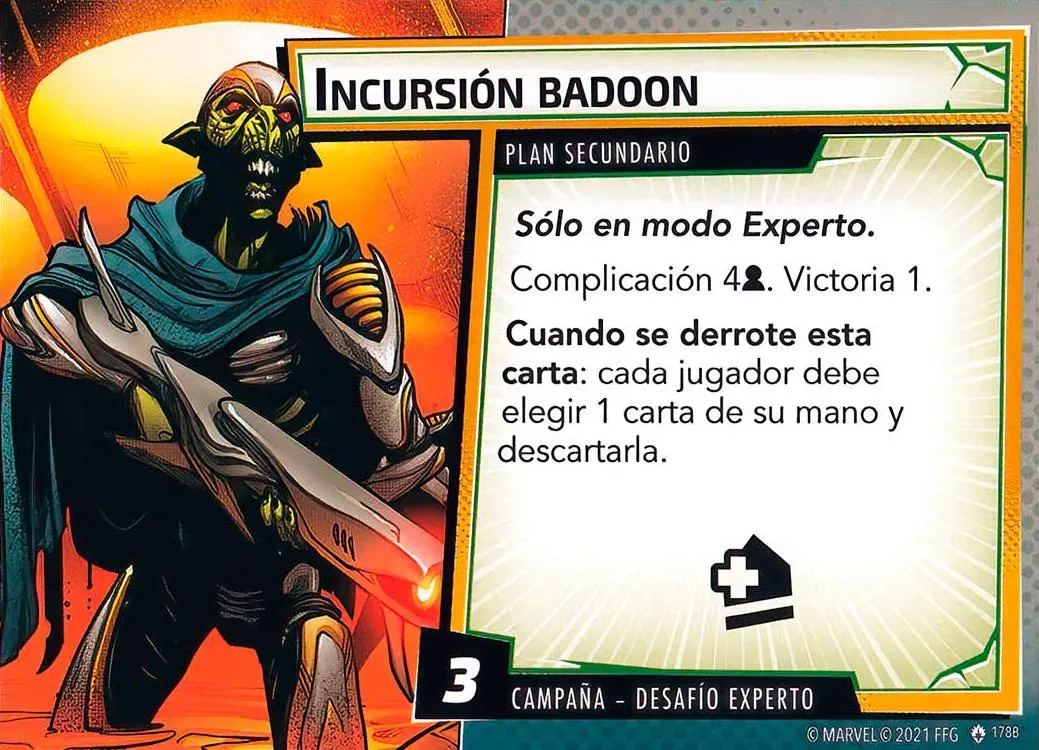 INCURSIÓN BADOON
PLAN SECUNDARIO
Sólo en modo Experto.
Complicación 4. Victoria 1.
Cuando se derrote esta
carta: cada jugador debe
elegir 1 carta de su mano y
descartarla.
3
CAMPAÑA – DESAFÍO EXPERTO
© MARVEL © 2021 FFG 178B